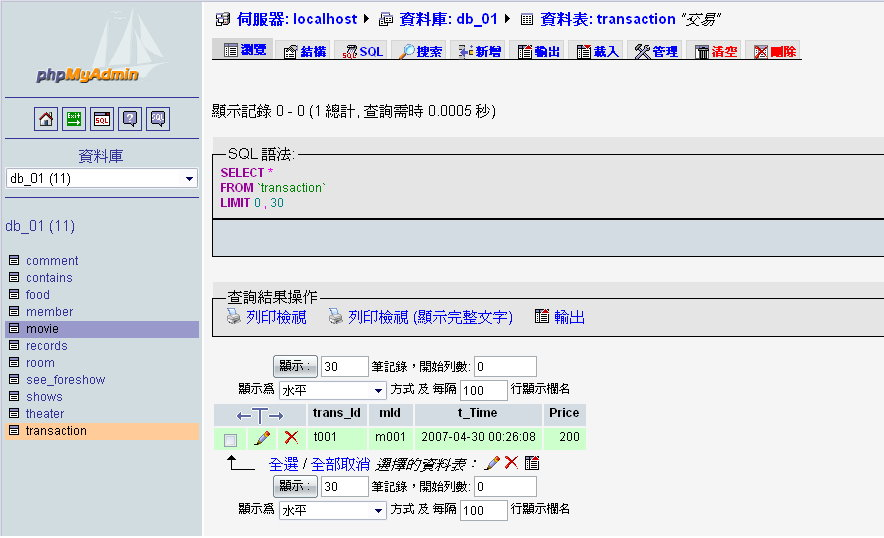 phpMyAdmin
Exit
SQL
?
SQL
資料庫
db_01 (11)
db_01 (11)
comment
contains
food
member
movie
records
room
see_foreshow
shows
theater
transaction
伺服器: localhost 資料庫: db_01 資料表: transaction "交易"
瀏覽 結構 SQL 搜索 新增 輸出 載入 管理 清空 刪除
顯示記錄 0 - 0 (1 總計, 查詢需時 0.0005 秒)
SQL 語法:
SELECT *
FROM `transaction`
LIMIT 0 , 30
查詢結果操作
列印檢視 列印檢視 (顯示完整文字) 輸出
顯示 : 30 筆記錄，開始列數: 0
顯示為 水平 方式 及 每隔 100 行顯示欄名
←T→ trans_Id mId t_Time Price
t001 m001 2007-04-30 00:26:08 200
全選 / 全部取消 選擇的資料表：
顯示 : 30 筆記錄，開始列數: 0
顯示為 水平 方式 及 每隔 100 行顯示欄名